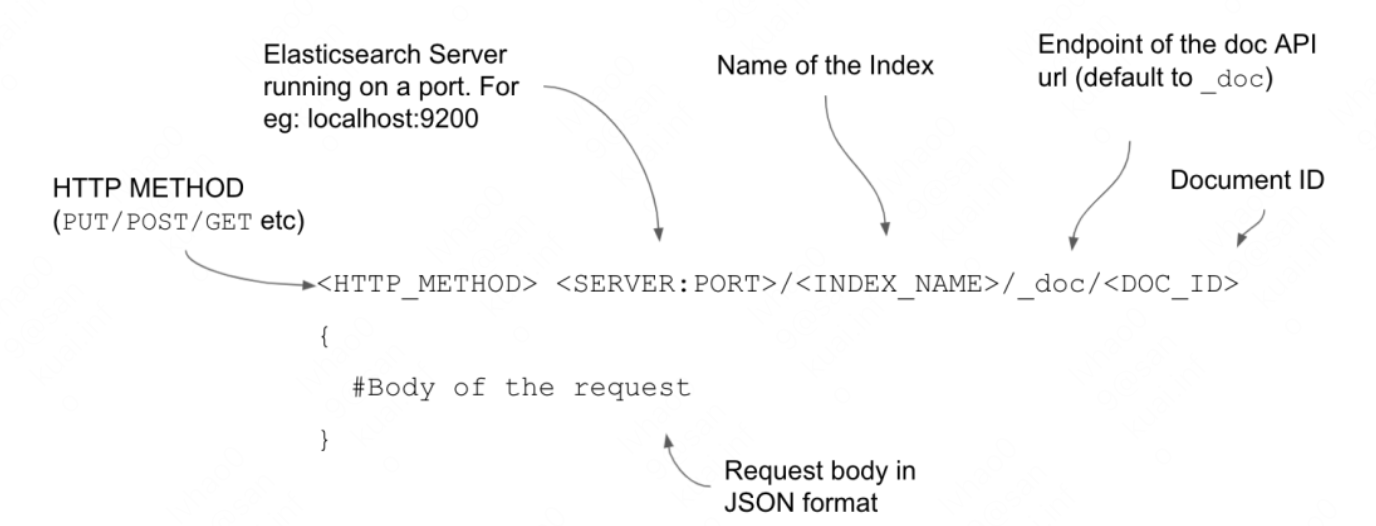 Elasticsearch Server
running on a port. For
eg: localhost:9200
Name of the Index
Endpoint of the doc API
url (default to _doc)
HTTP METHOD
(PUT/POST/GET etc)
Document ID
<HTTP_METHOD> <SERVER:PORT>/<INDEX_NAME>/_doc/<DOC_ID>
{
#Body of the request
}
Request body in
JSON format